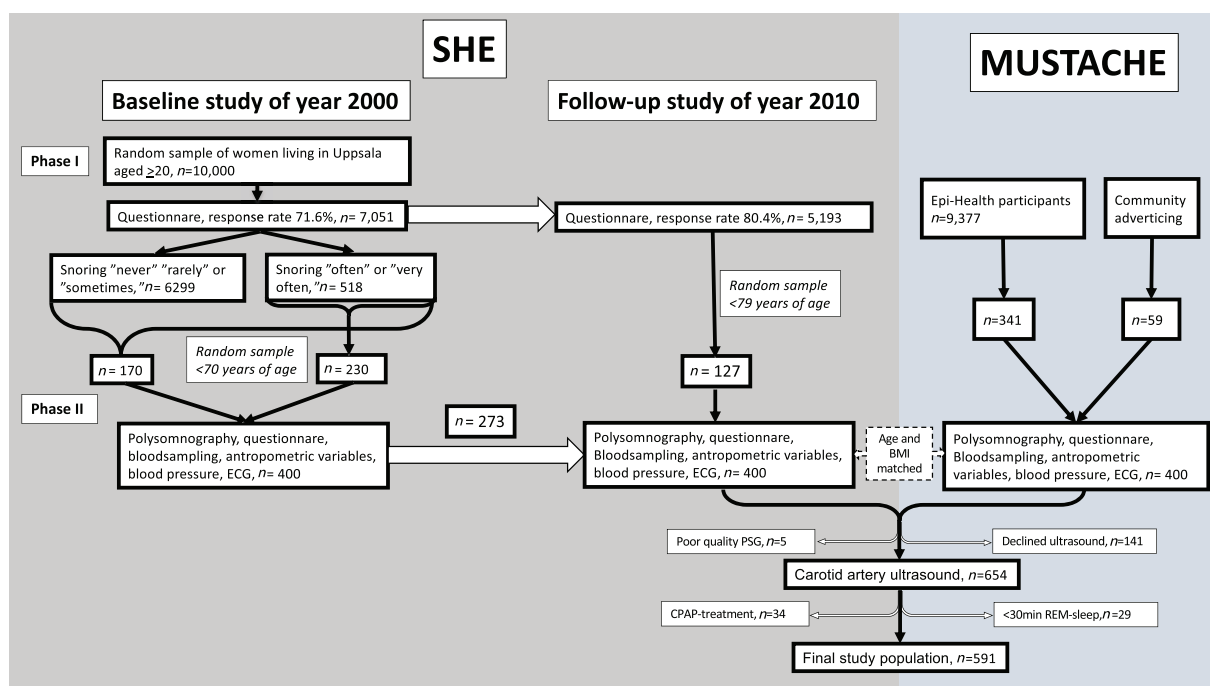 SHE
MUSTACHE
Baseline study of year 2000
Follow-up study of year 2010
Phase I
Random sample of women living in Uppsala
aged ≥20, n=10,000
Questionnare, response rate 71.6%, n= 7,051
Questionnare, response rate 80.4%, n= 5,193
Epi-Health participants
n=9,377
Community
adverticing
Snoring ”never” ”rarely” or
”sometimes, ”n= 6299
Snoring ”often” or ”very
often, ”n= 518
Random sample
<79 years of age
n=341
n=59
Random sample
<70 years of age
n= 170
n= 230
n= 127
Phase II
n= 273
Polysomnography, questionnare,
bloodsampling, antropometric variables,
blood pressure, ECG, n= 400
Polysomnography, questionnare,
Bloodsampling, antropometric variables,
blood pressure, ECG, n= 400
Age and
BMI
matched
Polysomnography, questionnare,
Bloodsampling, antropometric
variables, blood pressure, ECG, n= 400
Poor quality PSG, n=5
Declined ultrasound, n=141
Carotid artery ultrasound, n=654
CPAP-treatment, n=34
<30min REM-sleep,n=29
Final study population, n=591